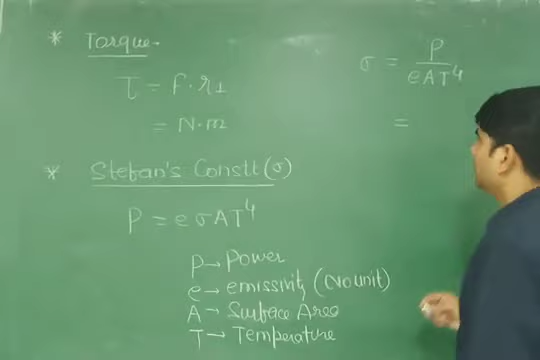 * Torque-
τ = F·r⊥
= N·m
* Stefan's Constt (σ)
P = eσAT⁴
P → Power
e → emissivity (No unit)
A → Surface Area
T → Temperature
σ = P / eAT⁴
=